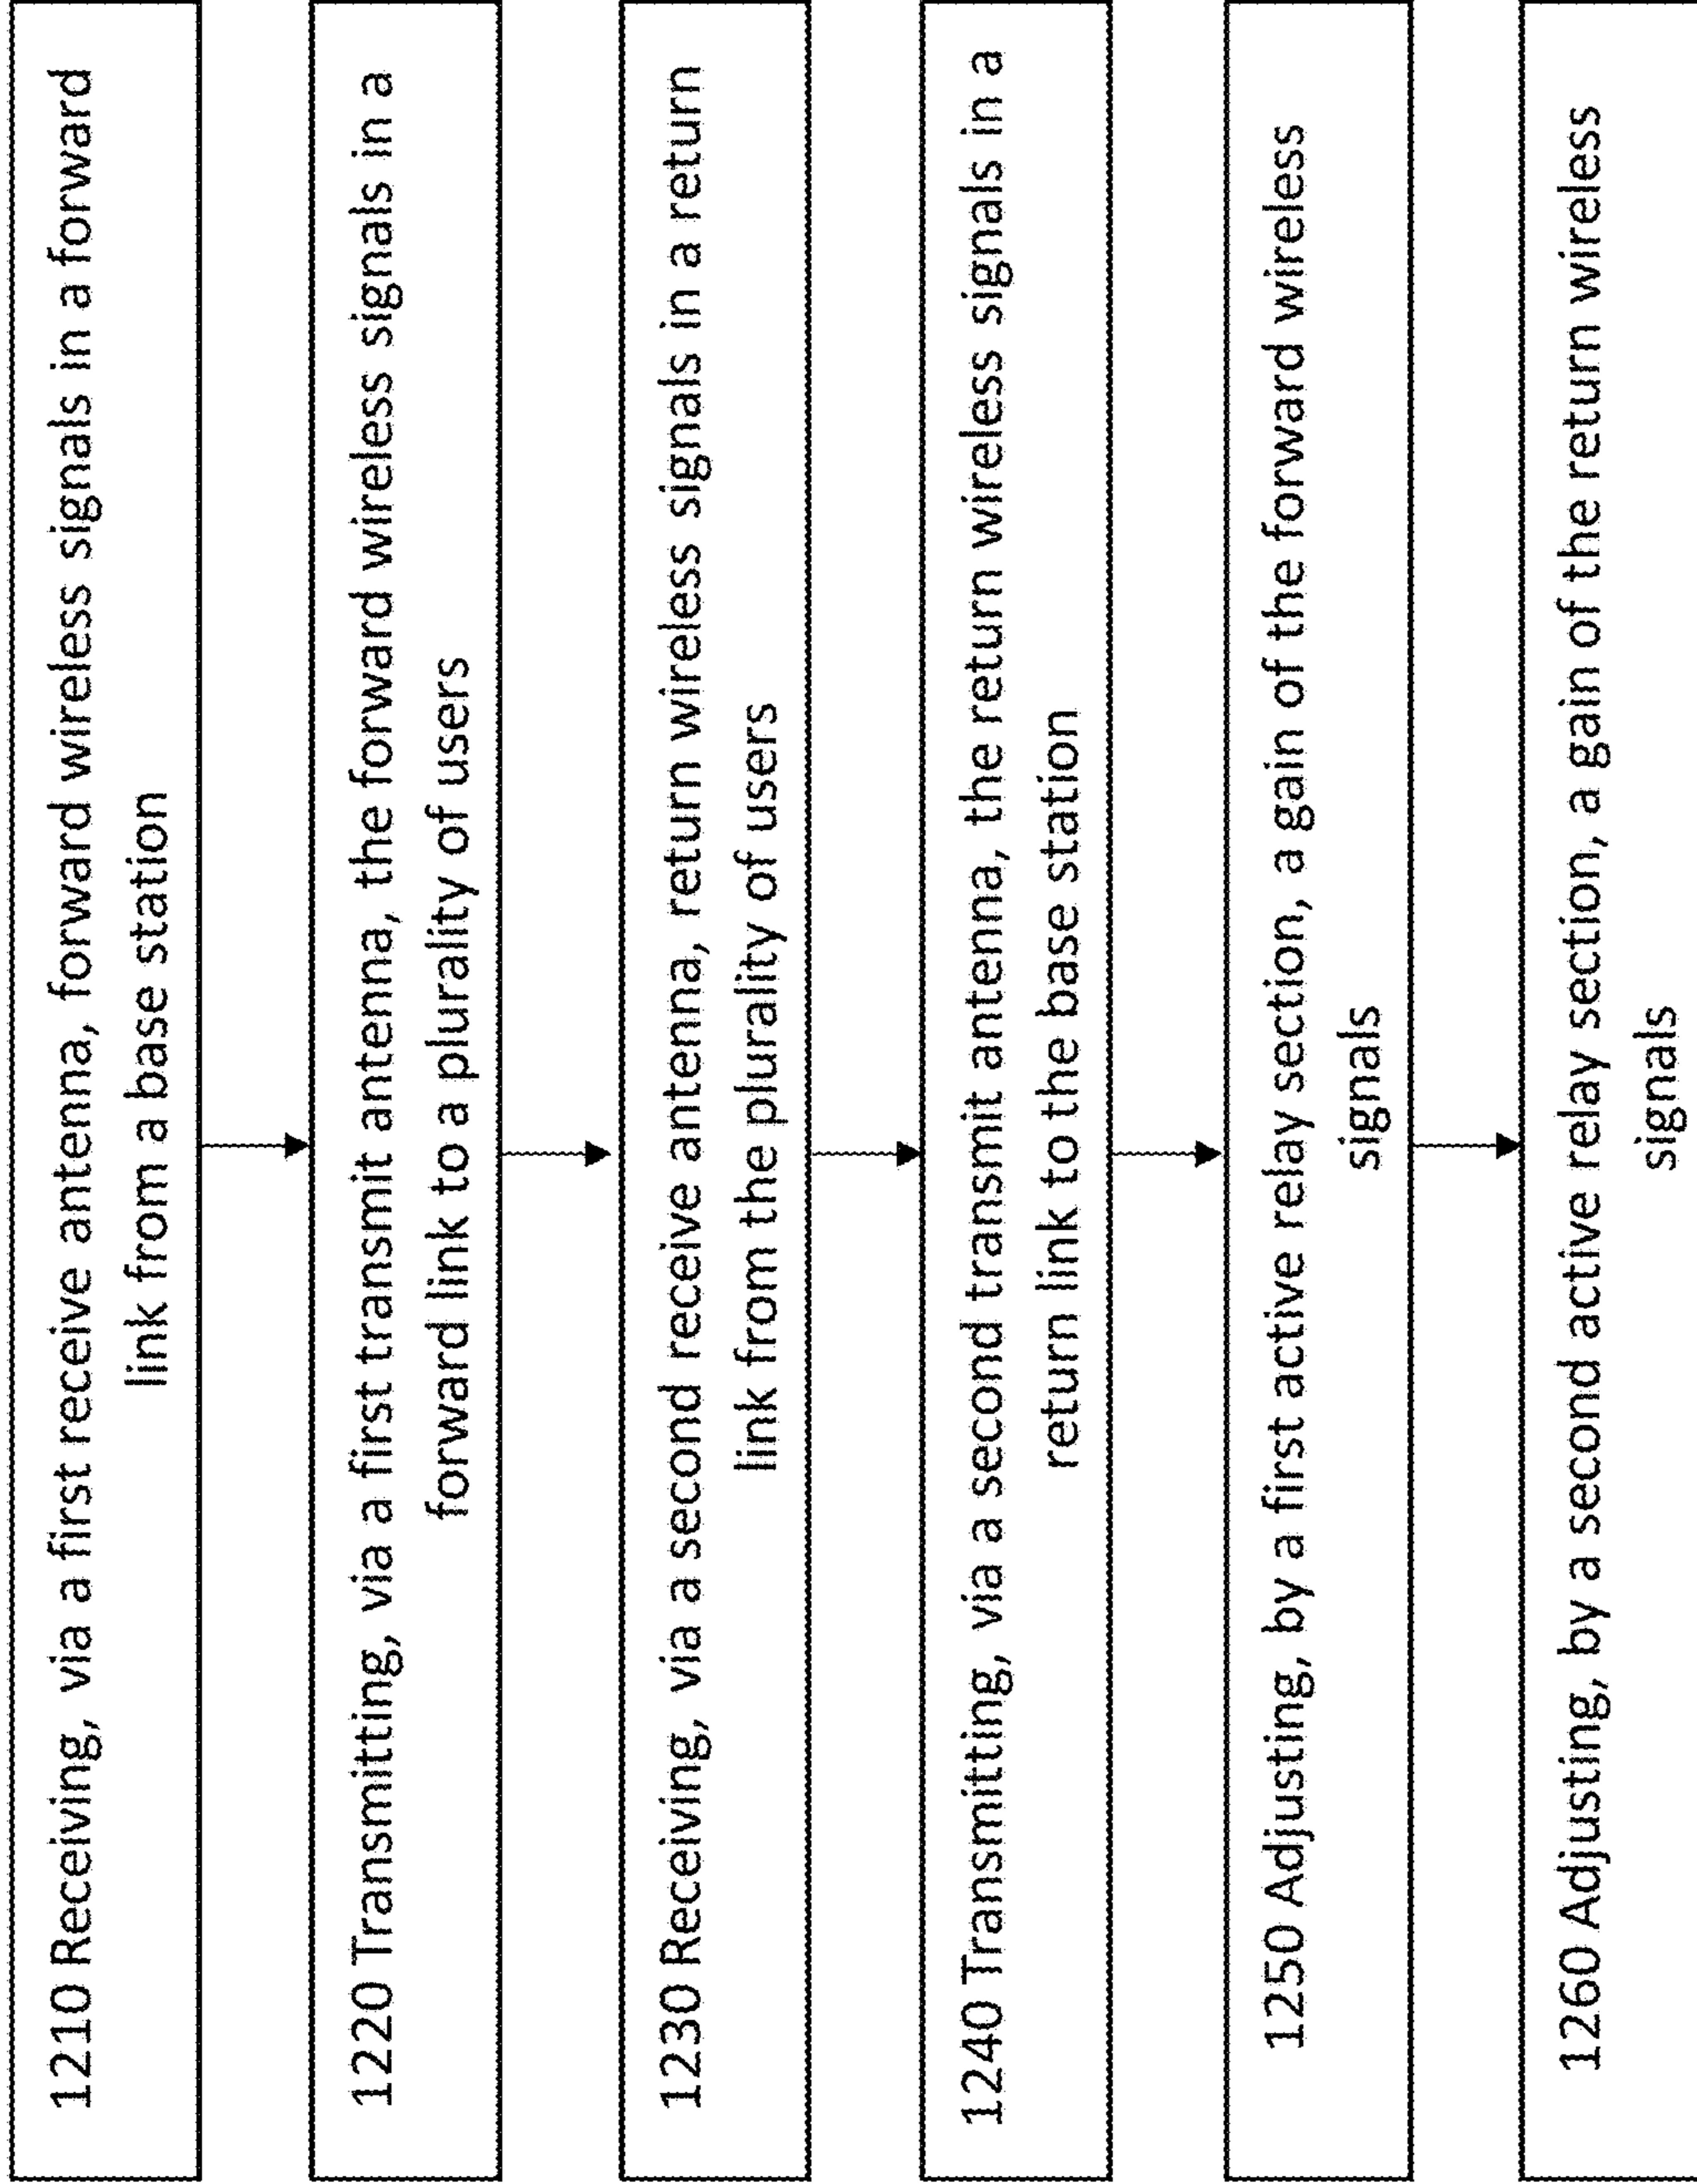 1210 Receiving, via a first receive antenna, forward wireless signals in a forward
link from a base station
1220 Transmitting, via a first transmit antenna, the forward wireless signals in a
forward link to a plurality of users
1230 Receiving, via a second receive antenna, return wireless signals in a return
link from the plurality of users
1240 Transmitting, via a second transmit antenna, the return wireless signals in a
return link to the base station
1250 Adjusting, by a first active relay section, a gain of the forward wireless
signals
1260 Adjusting, by a second active relay section, a gain of the return wireless
signals